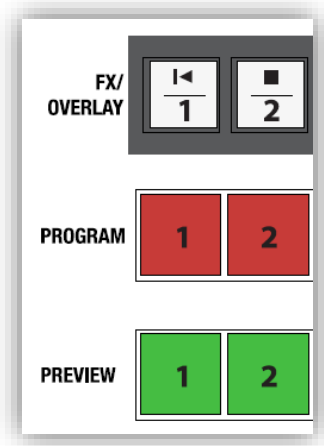 FX/
OVERLAY
1 2
PROGRAM 1 2
PREVIEW 1 2